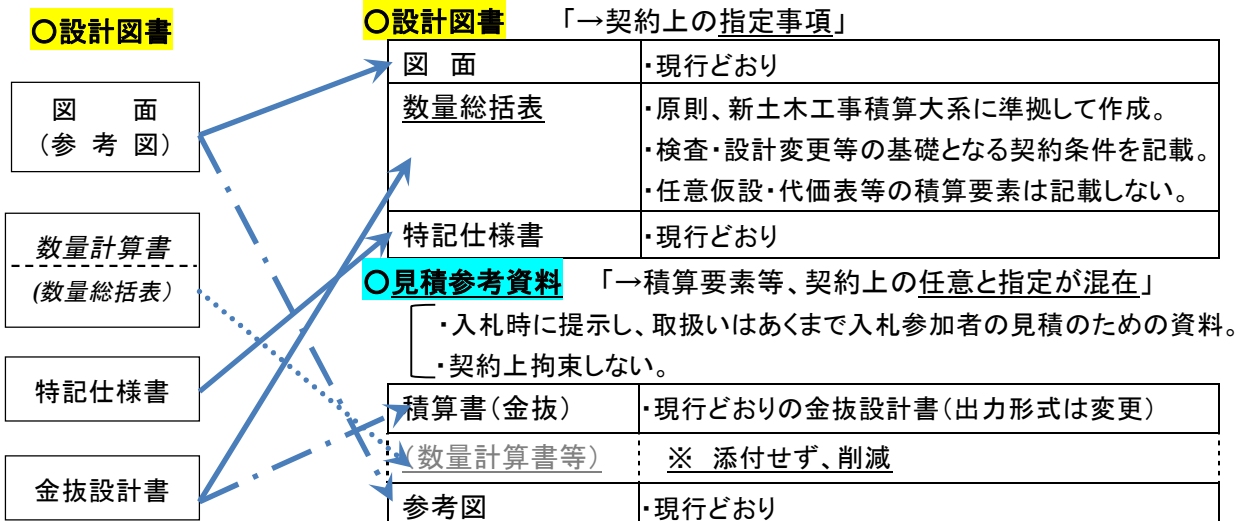 〇設計図書
図　面
(参 考 図)
数量計算書
(数量総括表)
特記仕様書
金抜設計書
〇設計図書　「→契約上の指定事項」
図　面　・現行どおり
数量総括表　・原則、新土木工事積算大系に準拠して作成。
・検査・設計変更等の基礎となる契約条件を記載。
・任意仮設・代価表等の積算要素は記載しない。
特記仕様書　・現行どおり
〇見積参考資料　「→積算要素等、契約上の任意と指定が混在」
・入札時に提示し、取扱いはあくまで入札参加者の見積のための資料。
・契約上拘束しない。
積算書(金抜)　・現行どおりの金抜設計書(出力形式は変更)
(数量計算書等)　※　添付せず、削減
参考図　・現行どおり